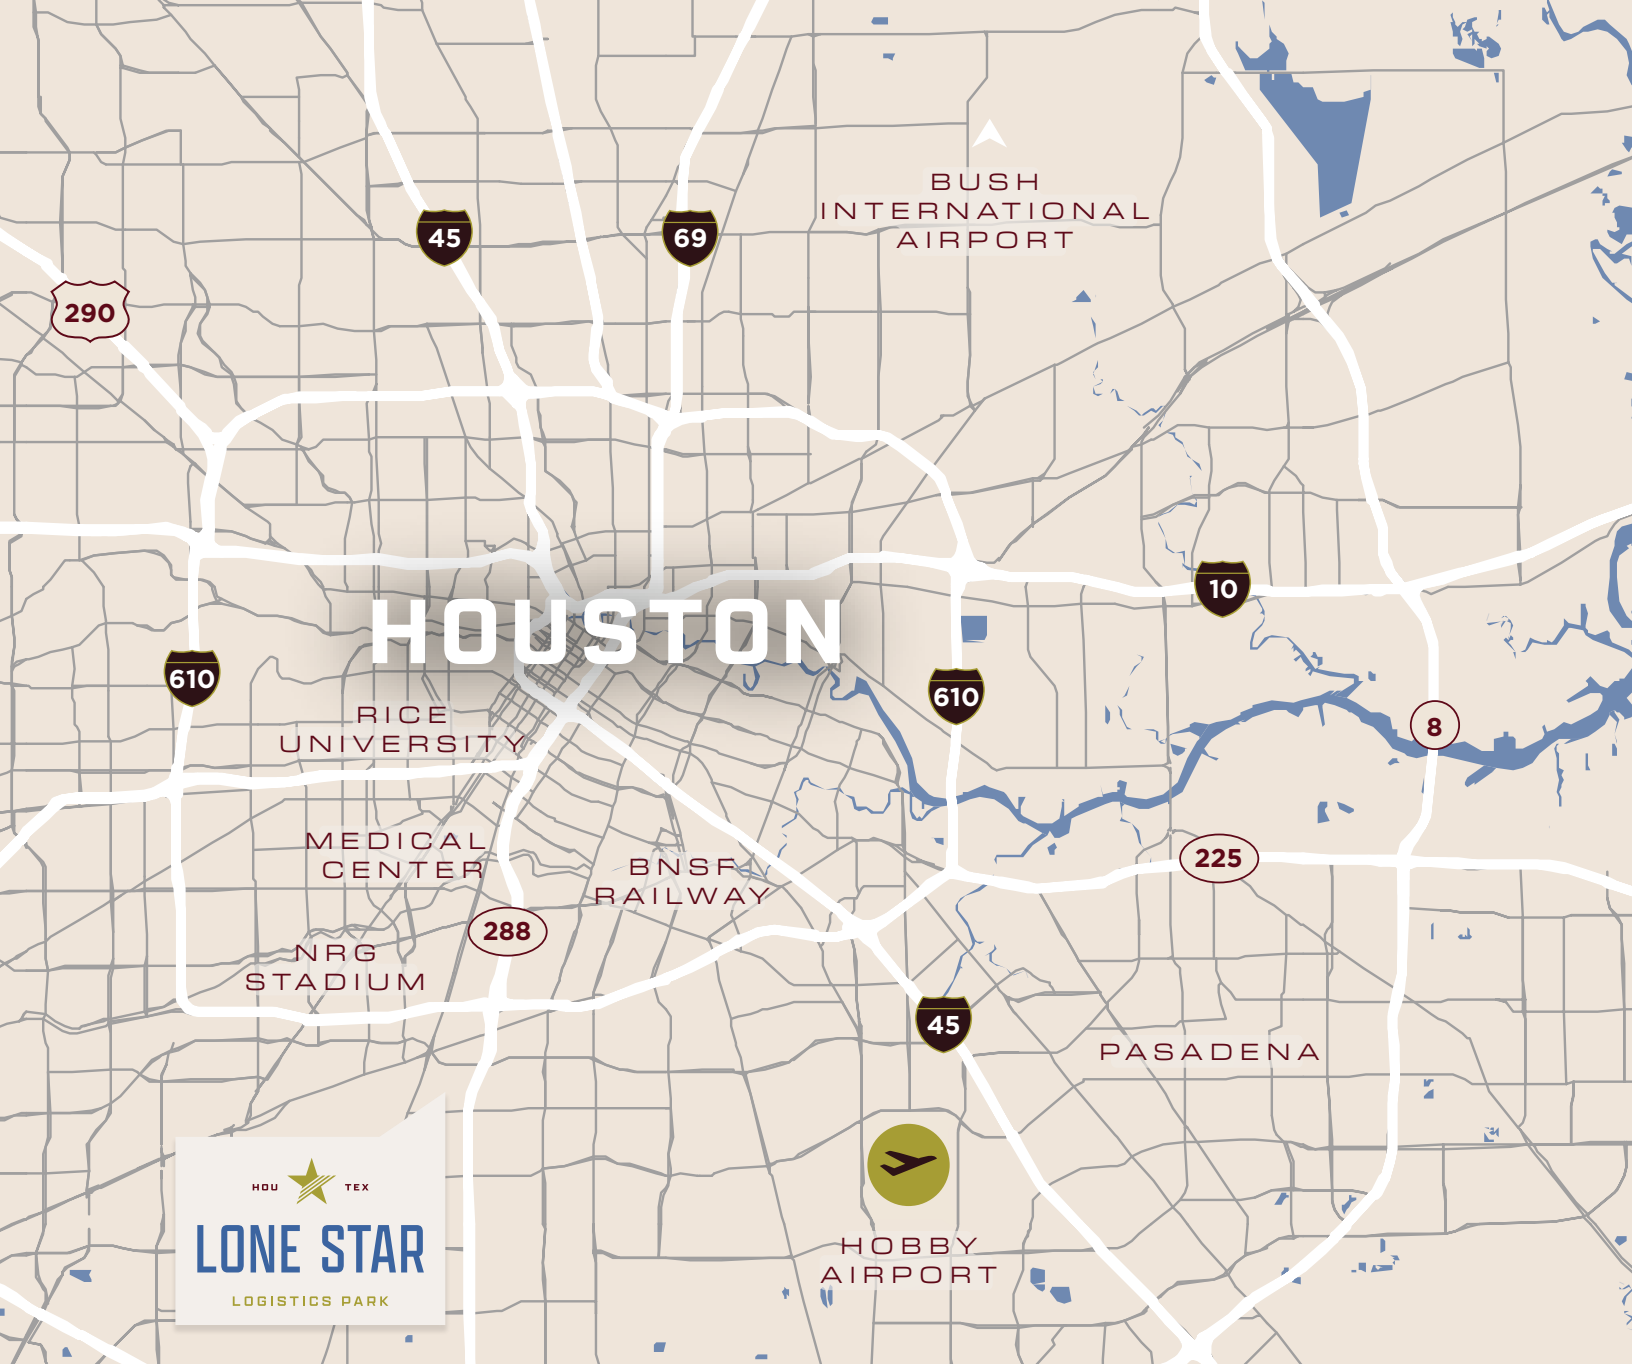 BUSH
INTERNATIONAL
AIRPORT
45
69
290
10
HOUSTON
610
610
RICE
UNIVERSITY
8
MEDICAL
CENTER
BNSF
RAILWAY
225
288
NRG
STADIUM
45
PASADENA
HOU TEX
LONE STAR
LOGISTICS PARK
HOBBY
AIRPORT